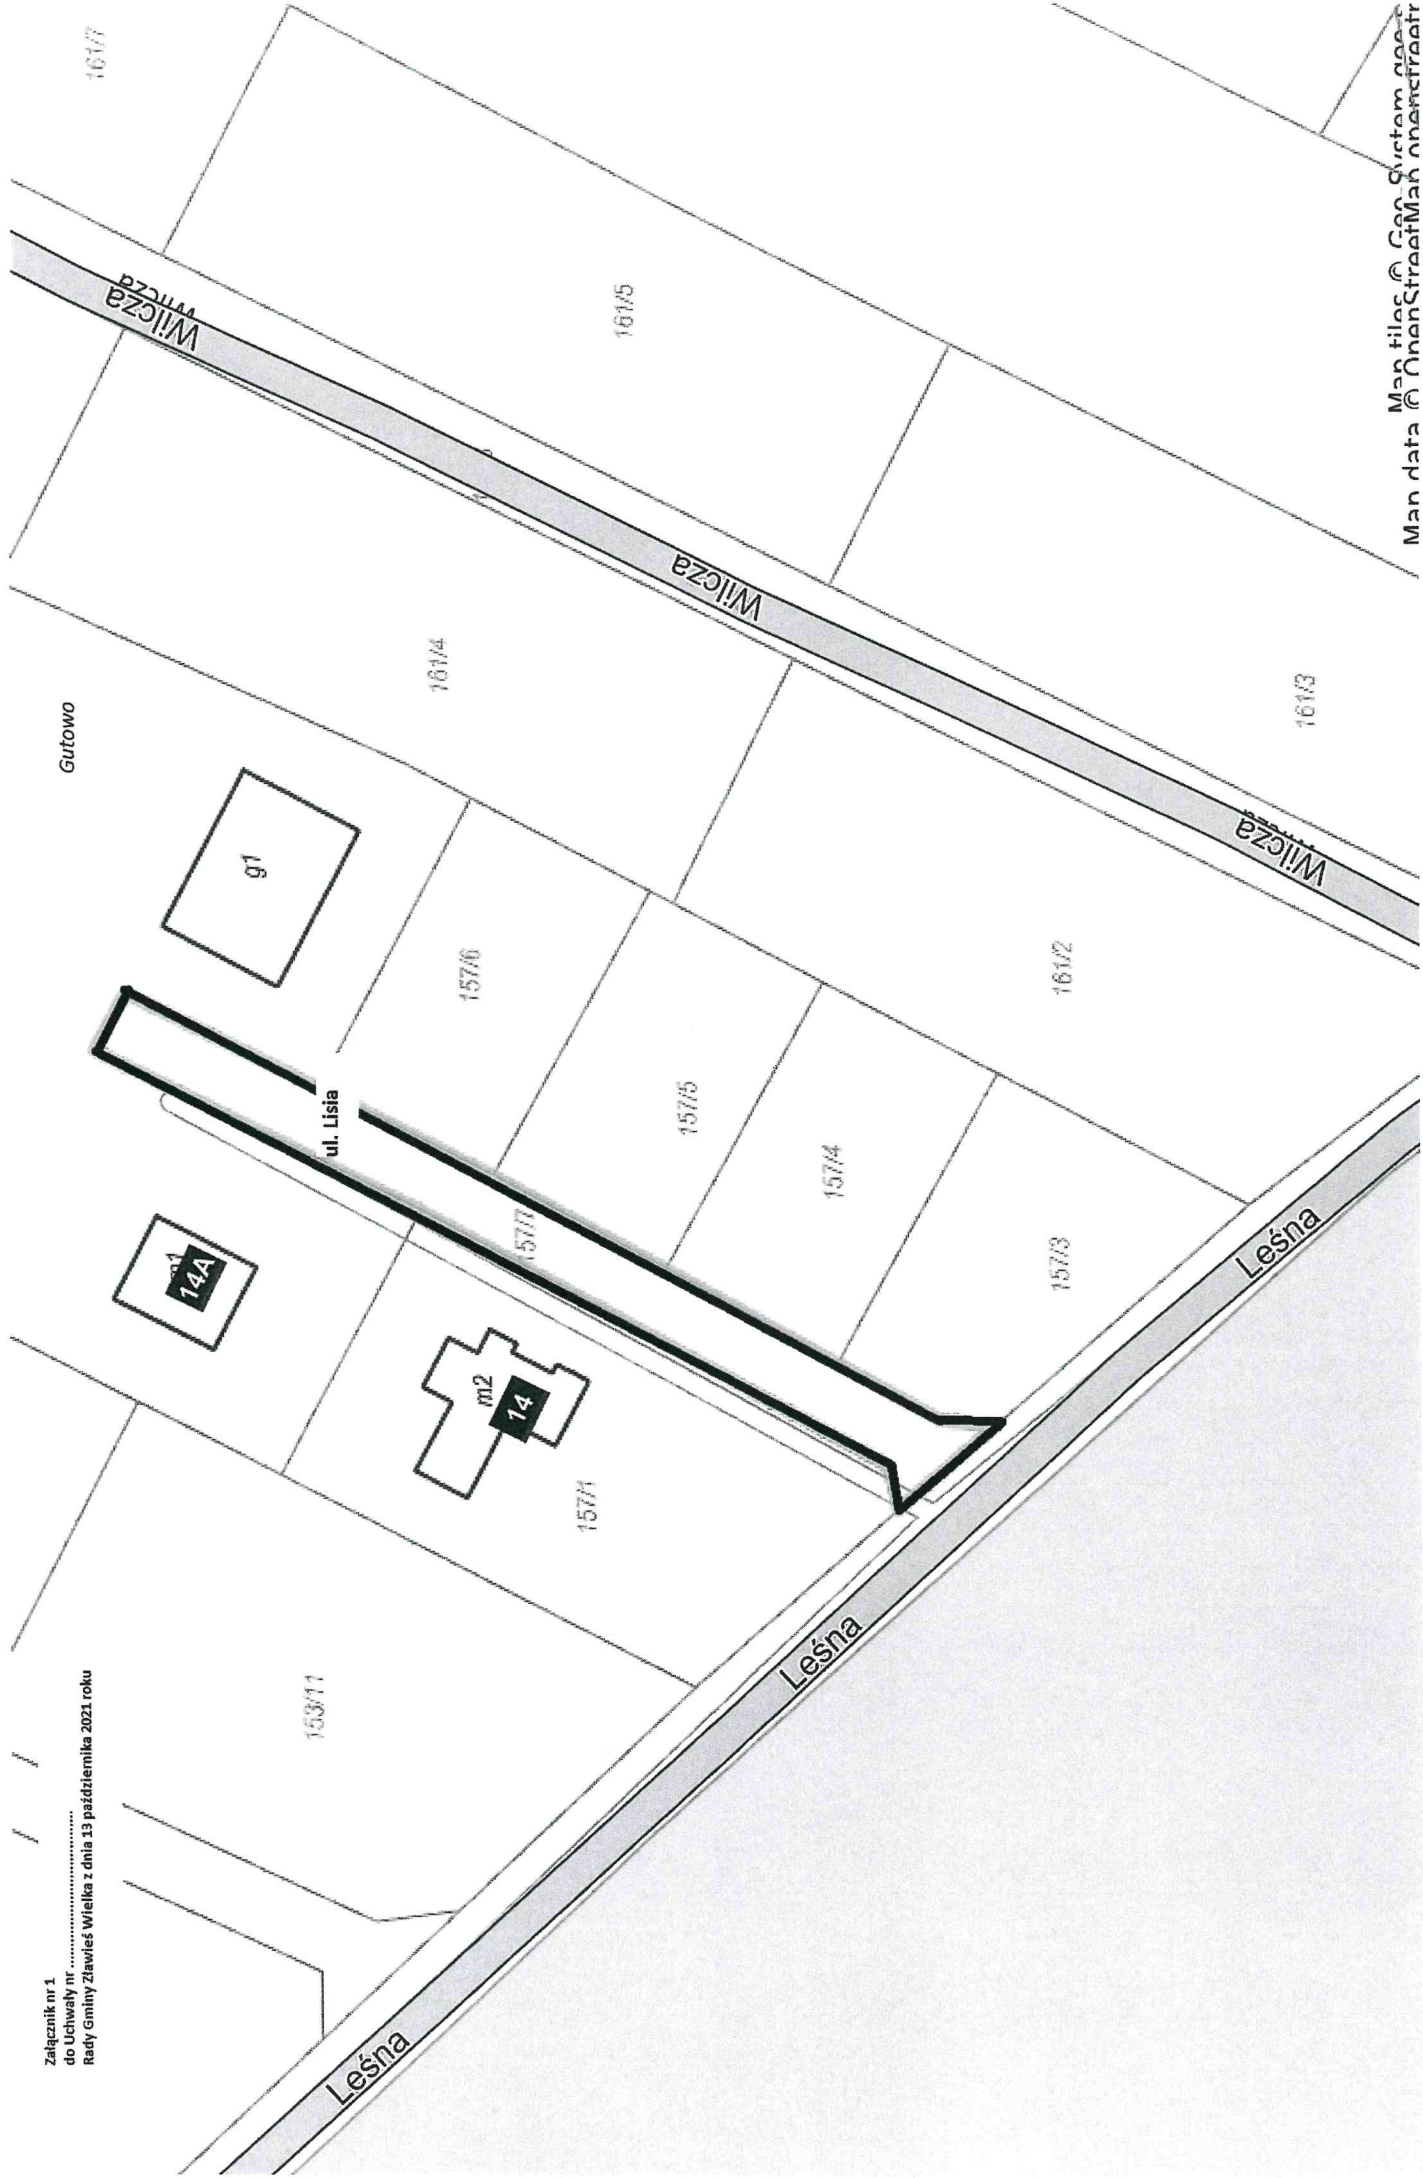 Załącznik nr 1
do Uchwały nr ........................................
Rady Gminy Zławieś Wielka z dnia 13 października 2021 roku
Gutowo
161/7
153/11
14A
g1
161/4
161/5
ul. Lisia
m2
14
157/1
157/7
157/6
157/5
157/4
157/3
161/2
161/3
Wilcza
Wilcza
Wilcza
Wilcza
Leśna
Leśna
Leśna
Map tiles © Geo-System
Map data © OpenStreetMap